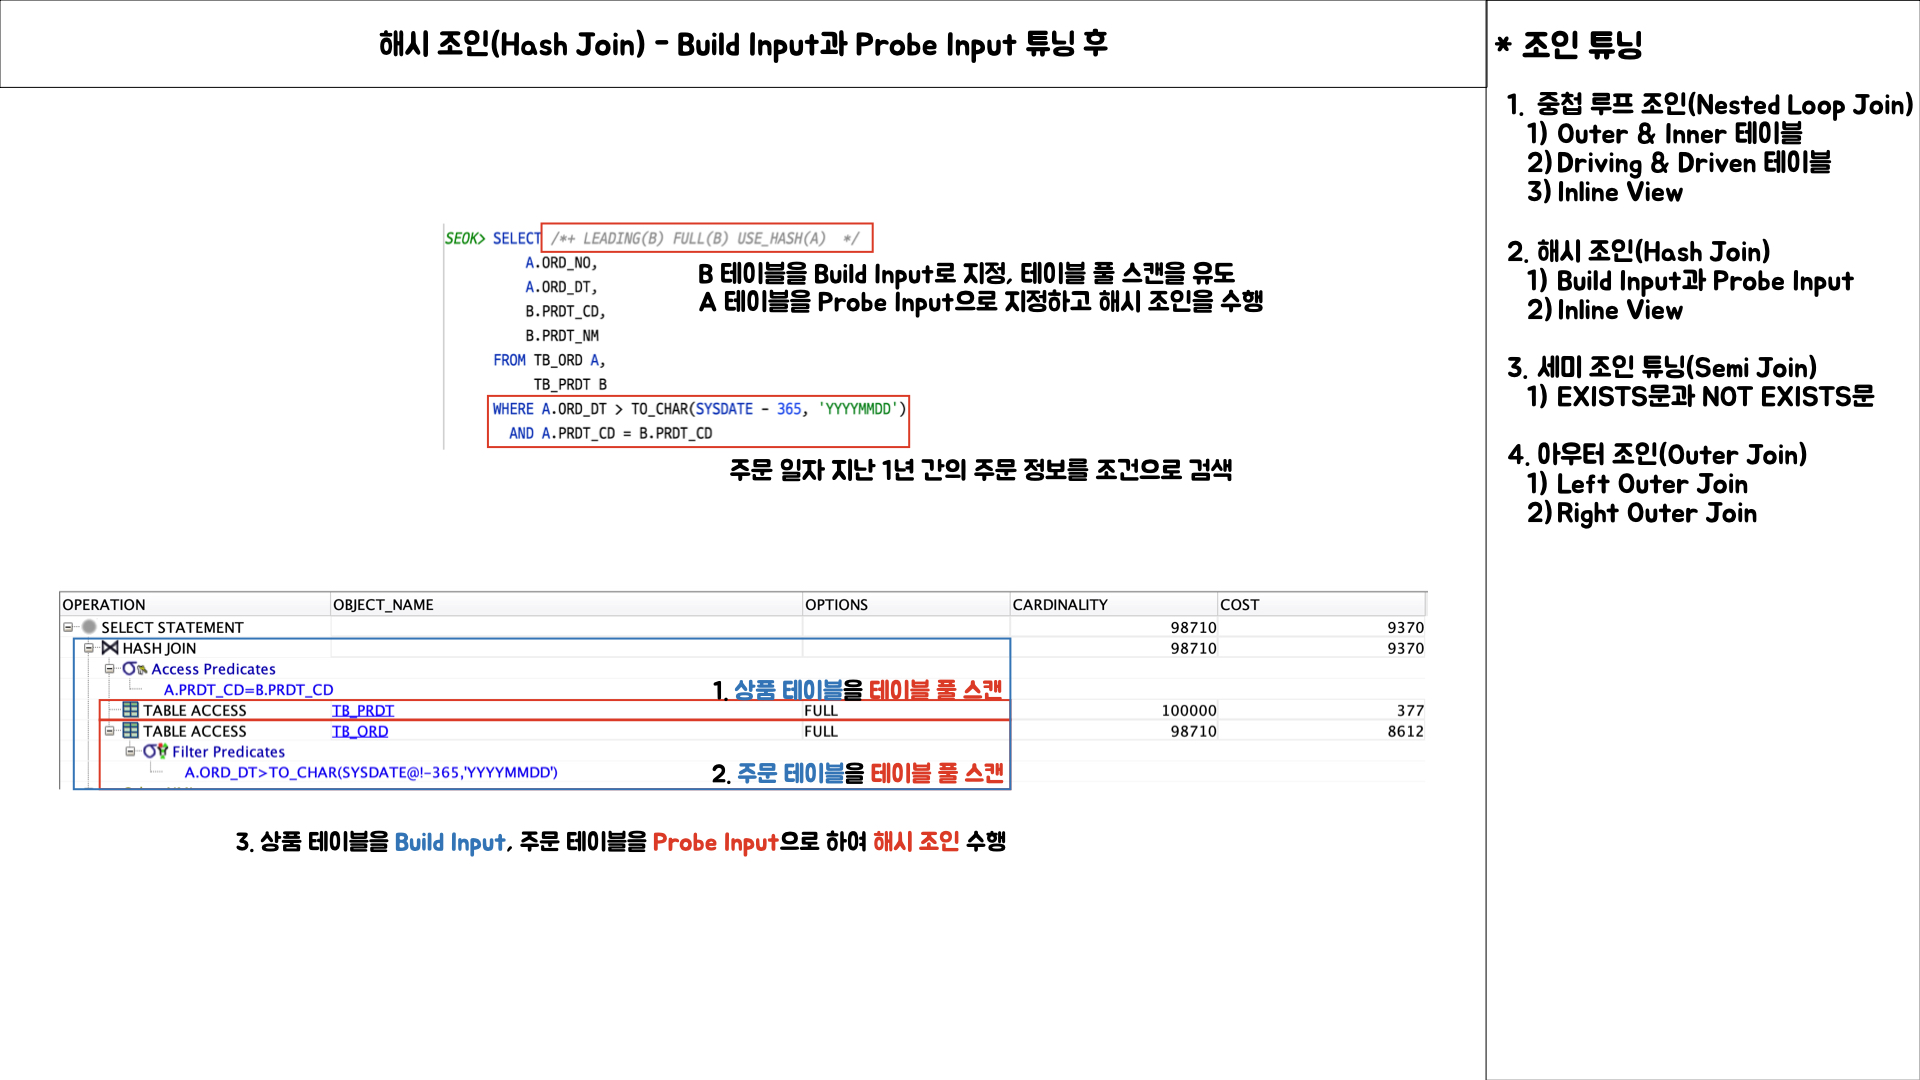 해시 조인(Hash Join) - Build Input과 Probe Input 튜닝 후
SEOK> SELECT /*+ LEADING(B) FULL(B) USE_HASH(A)  */
A.ORD_NO,
A.ORD_DT,
B.PRDT_CD,
B.PRDT_NM
FROM TB_ORD A,
TB_PRDT B
WHERE A.ORD_DT > TO_CHAR(SYSDATE - 365, 'YYYYMMDD')
AND A.PRDT_CD = B.PRDT_CD
B 테이블을 Build Input로 지정, 테이블 풀 스캔을 유도
A 테이블을 Probe Input으로 지정하고 해시 조인을 수행
주문 일자 지난 1년 간의 주문 정보를 조건으로 검색
OPERATION OBJECT_NAME OPTIONS CARDINALITY COST
SELECT STATEMENT 98710 9370
HASH JOIN 98710 9370
Access Predicates
A.PRDT_CD=B.PRDT_CD
1. 상품 테이블을 테이블 풀 스캔
TABLE ACCESS TB_PRDT FULL 100000 377
TABLE ACCESS TB_ORD FULL 98710 8612
Filter Predicates
A.ORD_DT>TO_CHAR(SYSDATE@!-365,'YYYYMMDD')
2. 주문 테이블을 테이블 풀 스캔
3. 상품 테이블을 Build Input, 주문 테이블을 Probe Input으로 하여 해시 조인 수행
* 조인 튜닝
1. 중첩 루프 조인(Nested Loop Join)
1) Outer & Inner 테이블
2) Driving & Driven 테이블
3) Inline View
2. 해시 조인(Hash Join)
1) Build Input과 Probe Input
2) Inline View
3. 세미 조인 튜닝(Semi Join)
1) EXISTS문과 NOT EXISTS문
4. 아우터 조인(Outer Join)
1) Left Outer Join
2) Right Outer Join